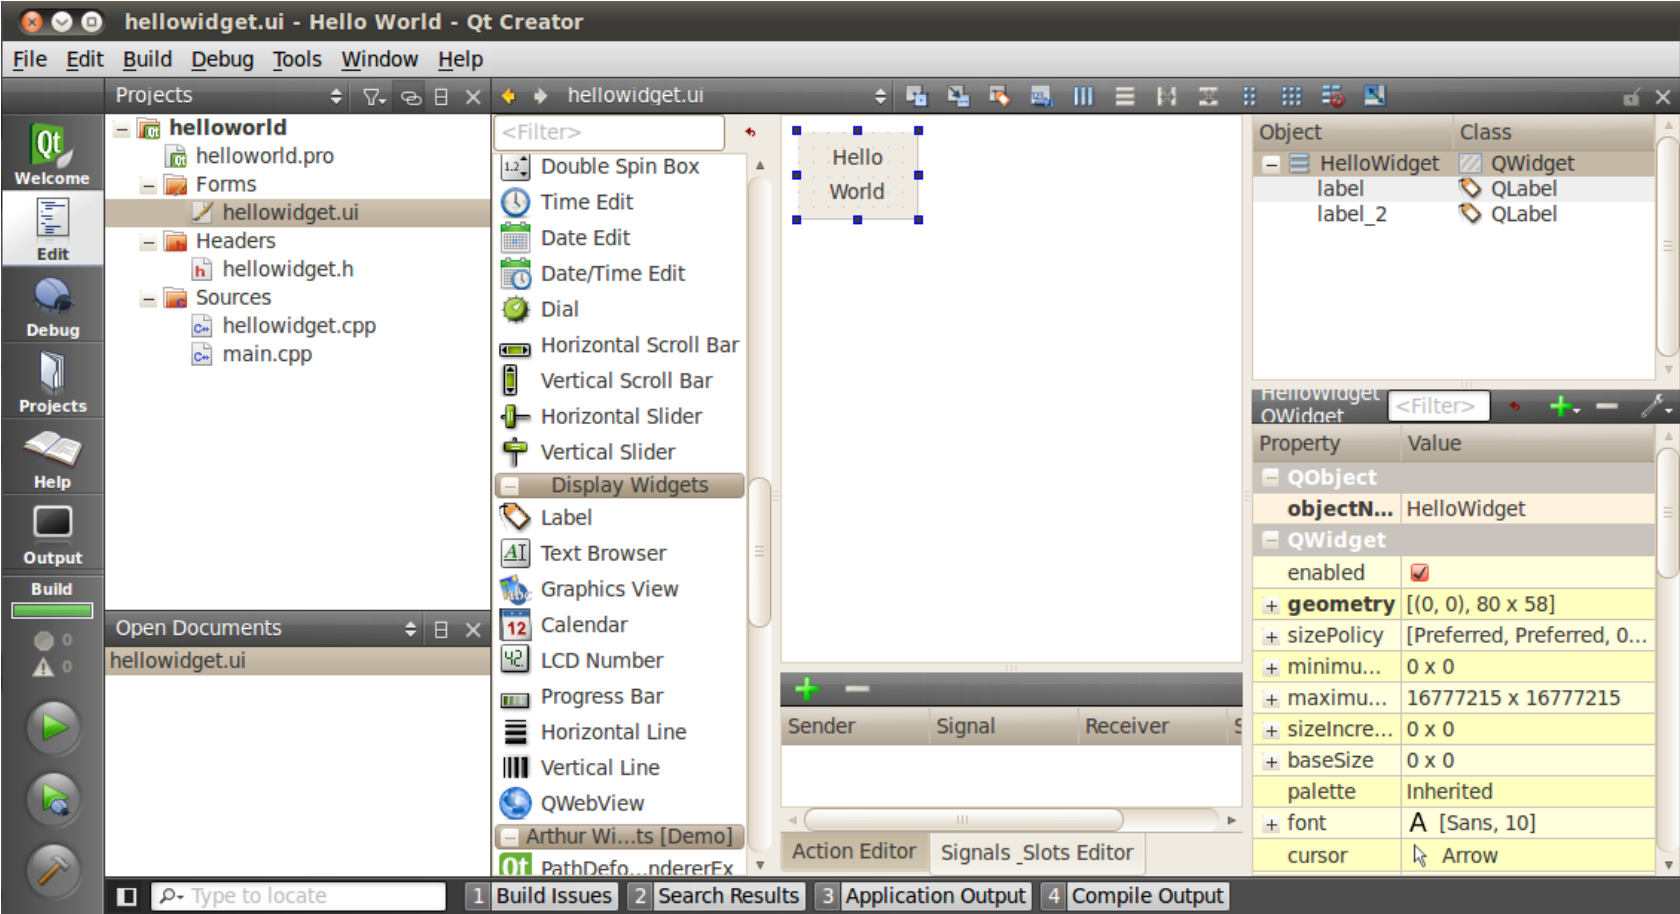 hellowidget.ui - Hello World - Qt Creator
File Edit Build Debug Tools Window Help
Projects
hellowidget.ui
Qt
Welcome
Edit
Debug
Projects
Help
Output
Build
0
0
helloworld
helloworld.pro
Forms
hellowidget.ui
Headers
hellowidget.h
Sources
hellowidget.cpp
main.cpp
Open Documents
hellowidget.ui
<Filter>
Double Spin Box
Time Edit
Date Edit
Date/Time Edit
Dial
Horizontal Scroll Bar
Vertical Scroll Bar
Horizontal Slider
Vertical Slider
Display Widgets
Label
Text Browser
Graphics View
Calendar
LCD Number
Progress Bar
Horizontal Line
Vertical Line
QWebView
Arthur Wi...ts [Demo]
PathDefo...ndererEx
Hello
World
Sender Signal Receiver S
Action Editor Signals _Slots Editor
Object Class
HelloWidget QWidget
label QLabel
label_2 QLabel
HelloWidget
QWidget
<Filter>
Property Value
QObject
objectN... HelloWidget
QWidget
enabled
geometry [(0, 0), 80 x 58]
sizePolicy [Preferred, Preferred, 0...
minimu... 0 x 0
maximu... 16777215 x 16777215
sizeIncre... 0 x 0
baseSize 0 x 0
palette Inherited
font A [Sans, 10]
cursor Arrow
Type to locate
1 Build Issues 2 Search Results 3 Application Output 4 Compile Output